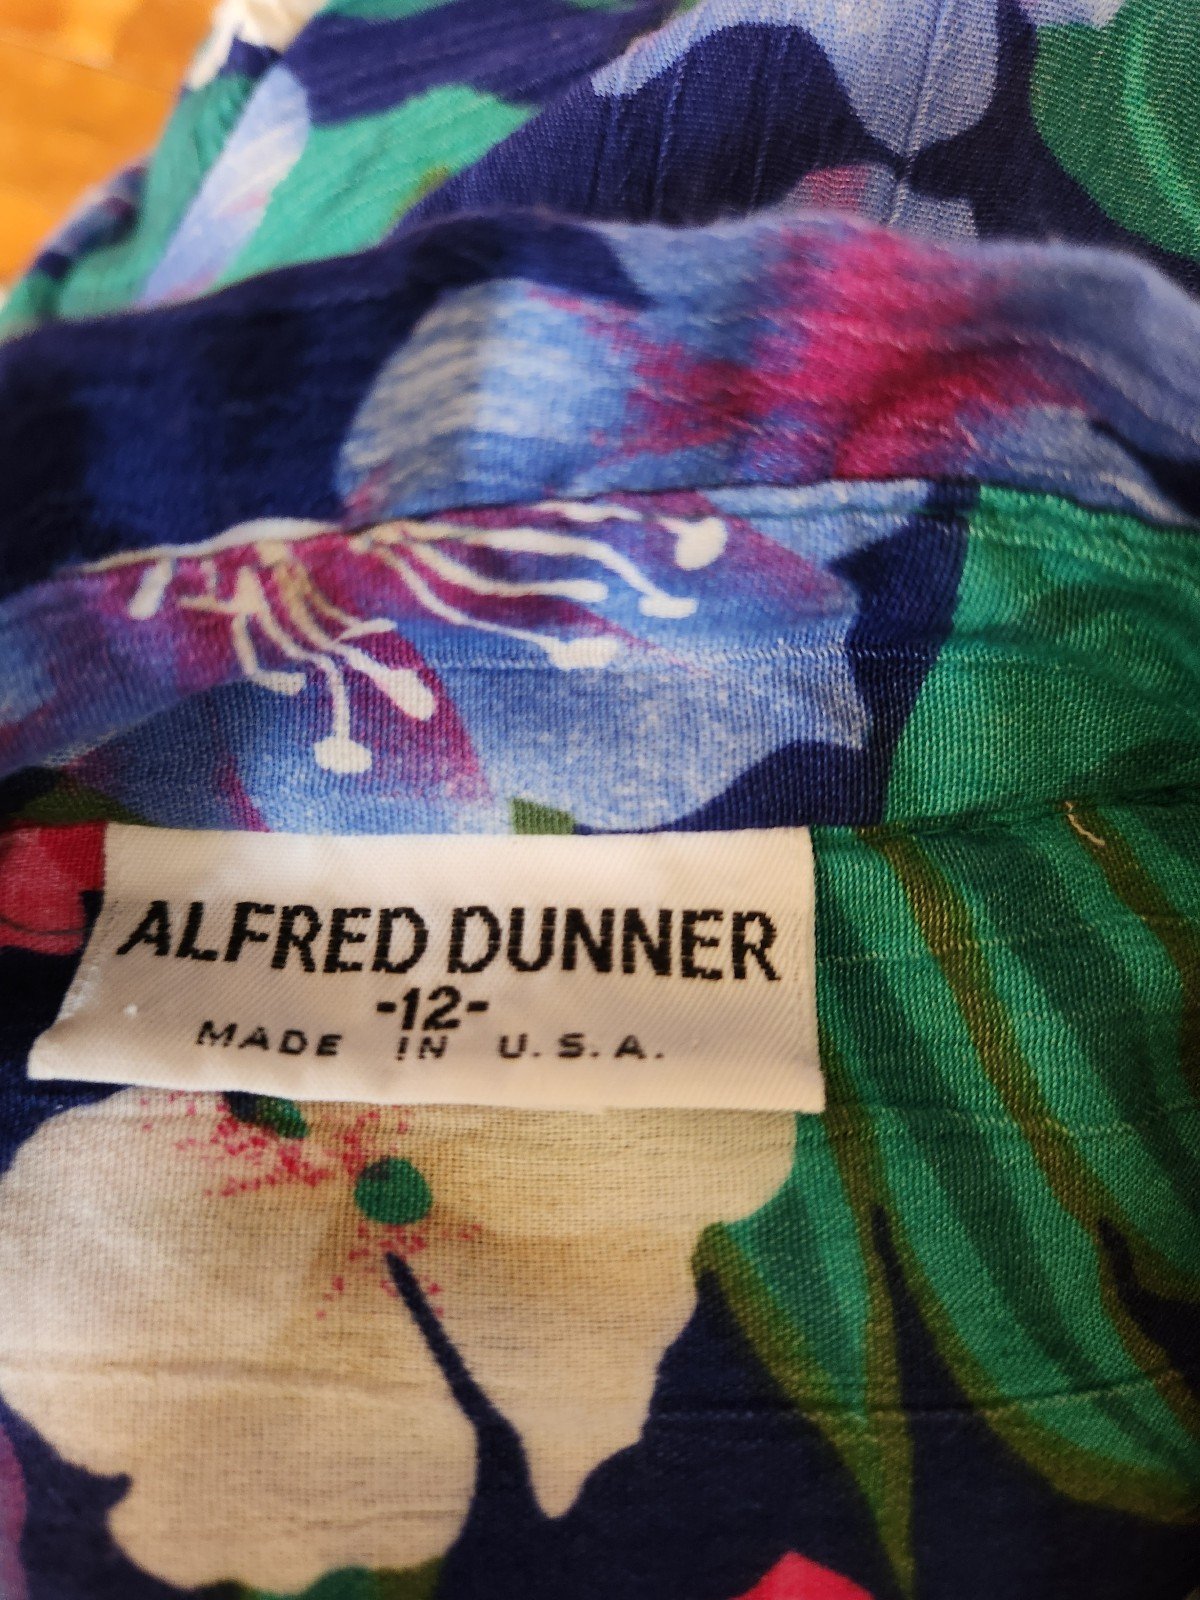 ALFRED DUNNER
-12-
MADE IN U.S.A.